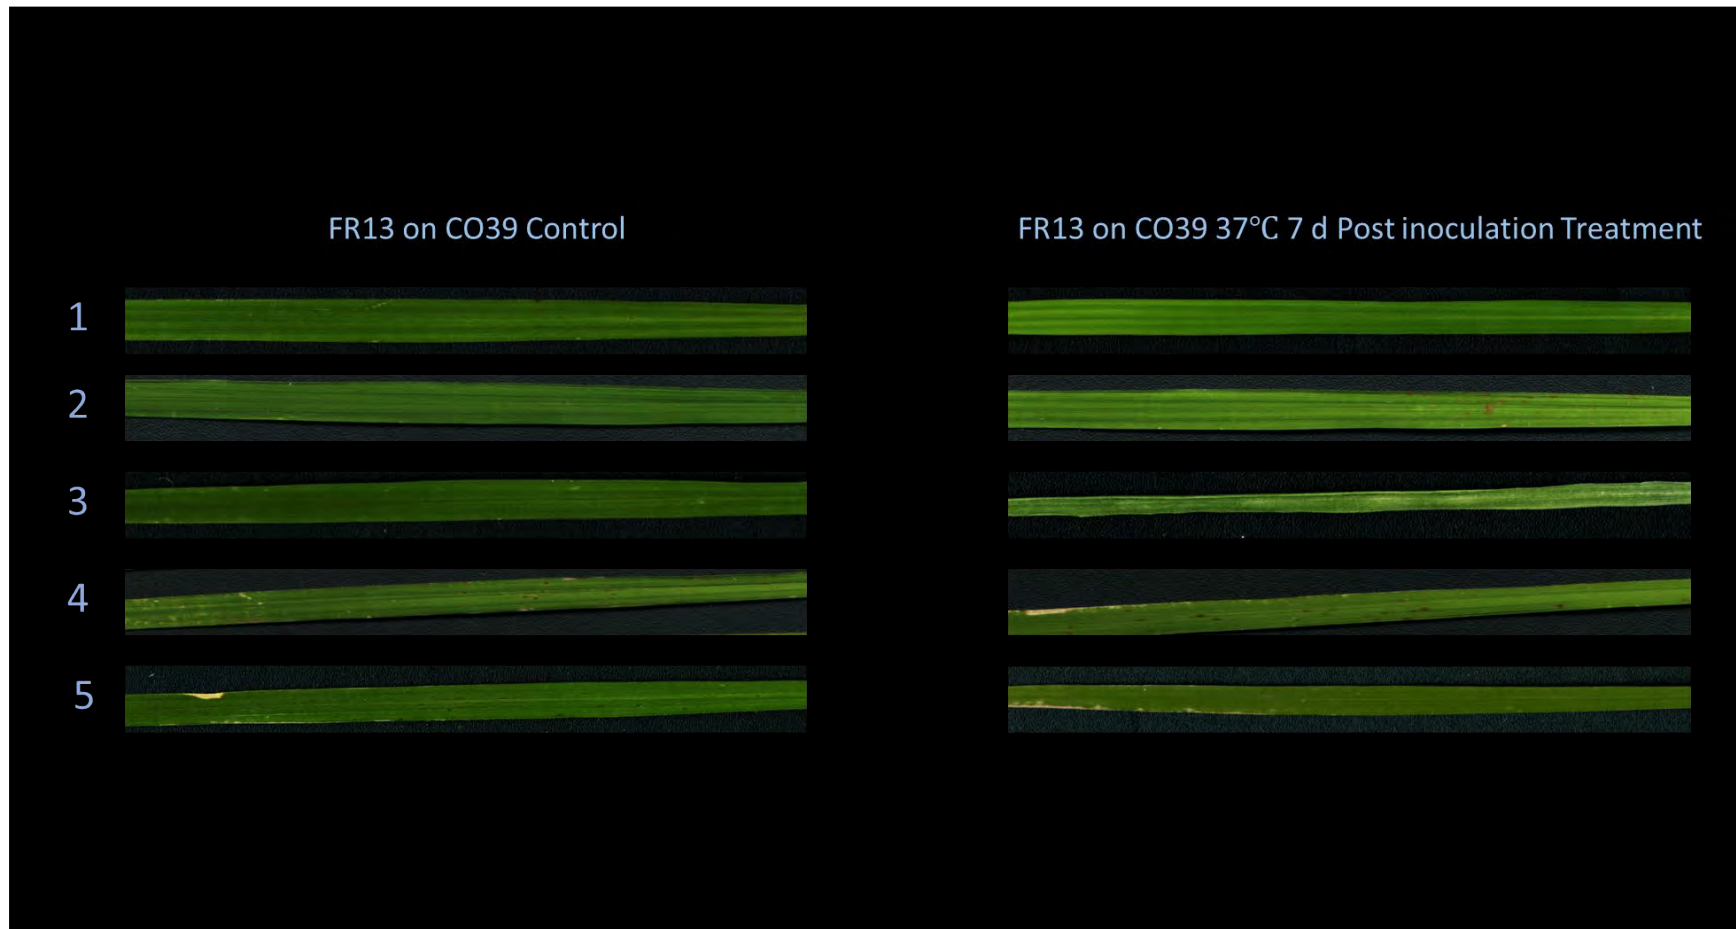 FR13 on CO39 Control
FR13 on CO39 37℃ 7 d Post inoculation Treatment
1
2
3
4
5